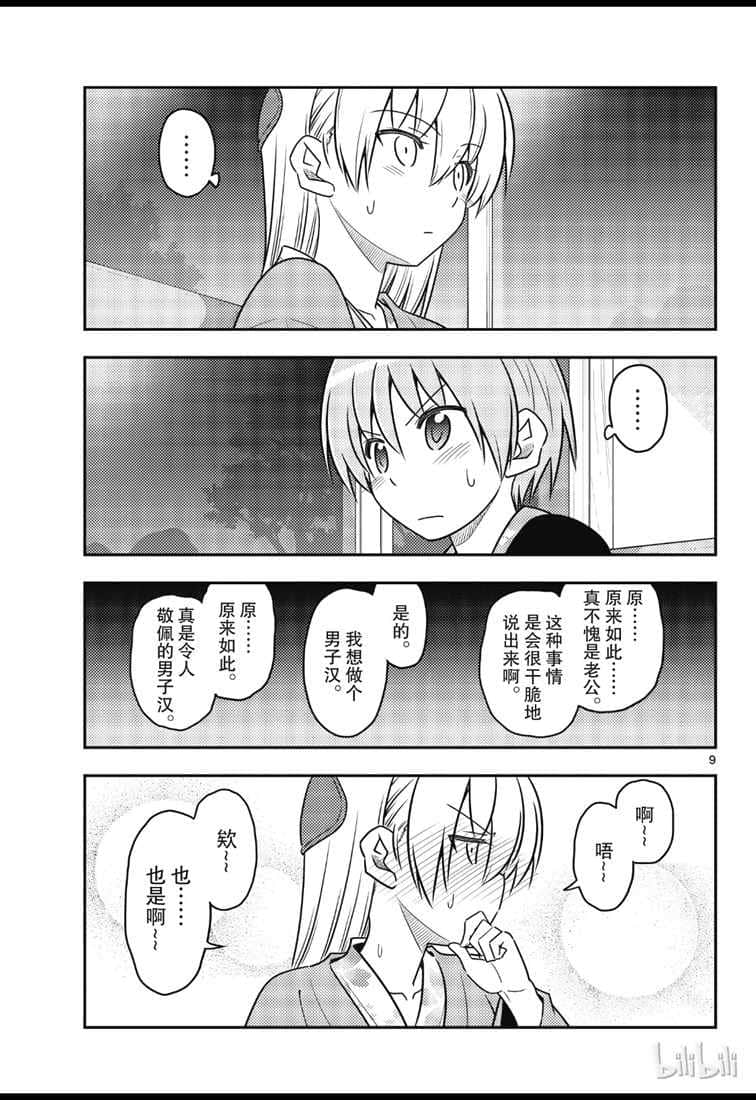 ……
……
原……
原来如此……
真不愧是老公。
这种事情
是会很干脆地
说出来啊。
是的。
我想做个
男子汉。
原……
原来如此。
真是令人
敬佩的男子汉。
9
啊~~
唔~~
欸~~
也……
也是啊~~
bilibili